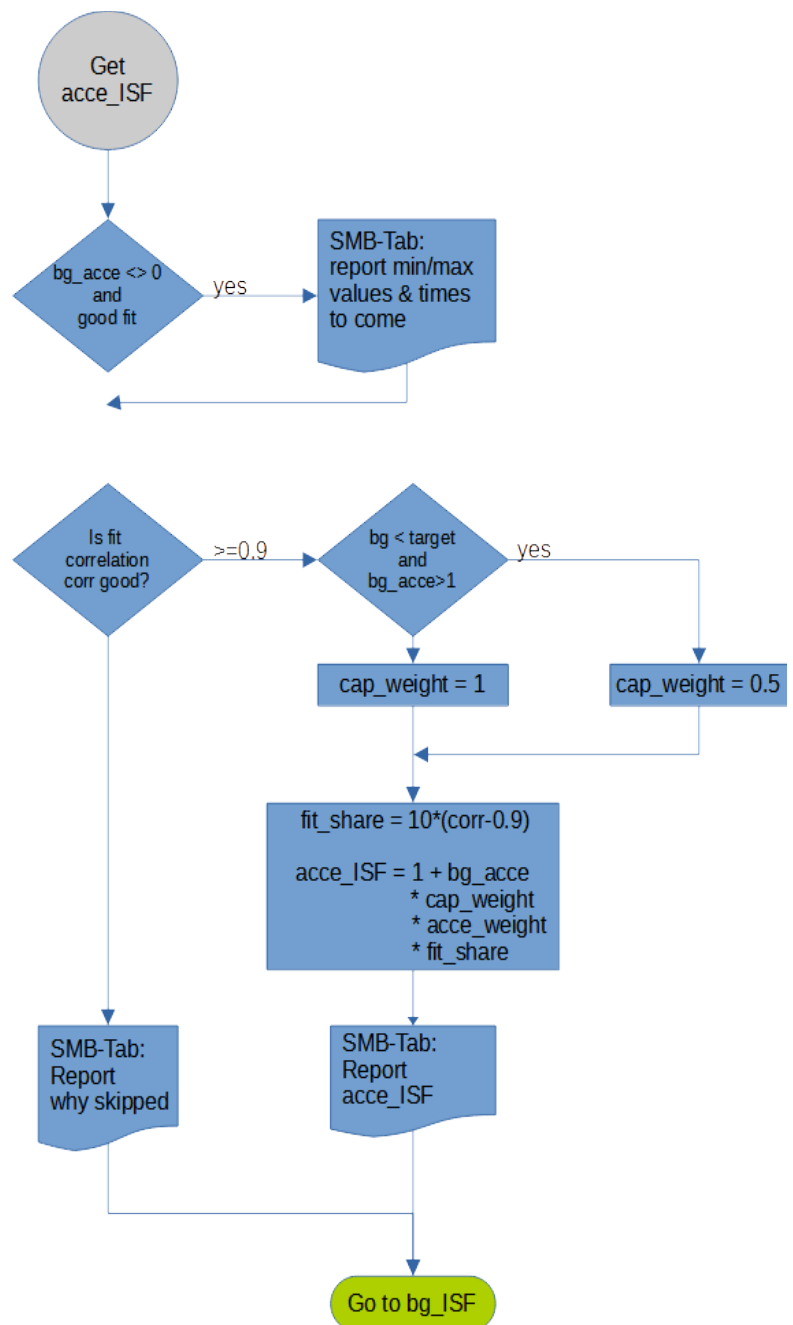 Get
acce_ISF
bg_acce <> 0
and
good fit
yes
SMB-Tab:
report min/max
values & times
to come
Is fit
correlation
corr good?
>=0.9
bg < target
and
bg_acce>1
yes
cap_weight = 1
cap_weight = 0.5
fit_share = 10*(corr-0.9)
acce_ISF = 1 + bg_acce
* cap_weight
* acce_weight
* fit_share
SMB-Tab:
Report
why skipped
SMB-Tab:
Report
acce_ISF
Go to bg_ISF